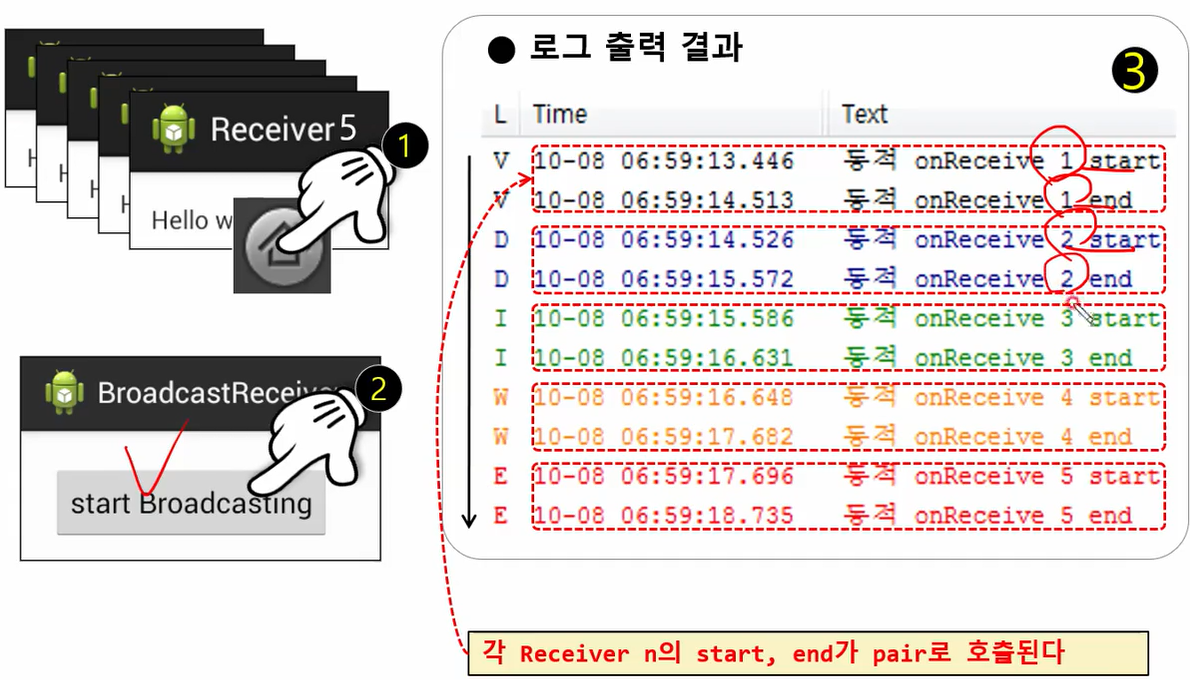 Receiver 5
1
Hello w
BroadcastReceiver
2
start Broadcasting
● 로그 출력 결과
3
L Time Text
V 10-08 06:59:13.446 동적 onReceive 1 start
V 10-08 06:59:14.513 동적 onReceive 1 end
D 10-08 06:59:14.526 동적 onReceive 2 start
D 10-08 06:59:15.572 동적 onReceive 2 end
I 10-08 06:59:15.586 동적 onReceive 3 start
I 10-08 06:59:16.631 동적 onReceive 3 end
W 10-08 06:59:16.648 동적 onReceive 4 start
W 10-08 06:59:17.682 동적 onReceive 4 end
E 10-08 06:59:17.696 동적 onReceive 5 start
E 10-08 06:59:18.735 동적 onReceive 5 end
각 Receiver n의 start, end가 pair로 호출된다